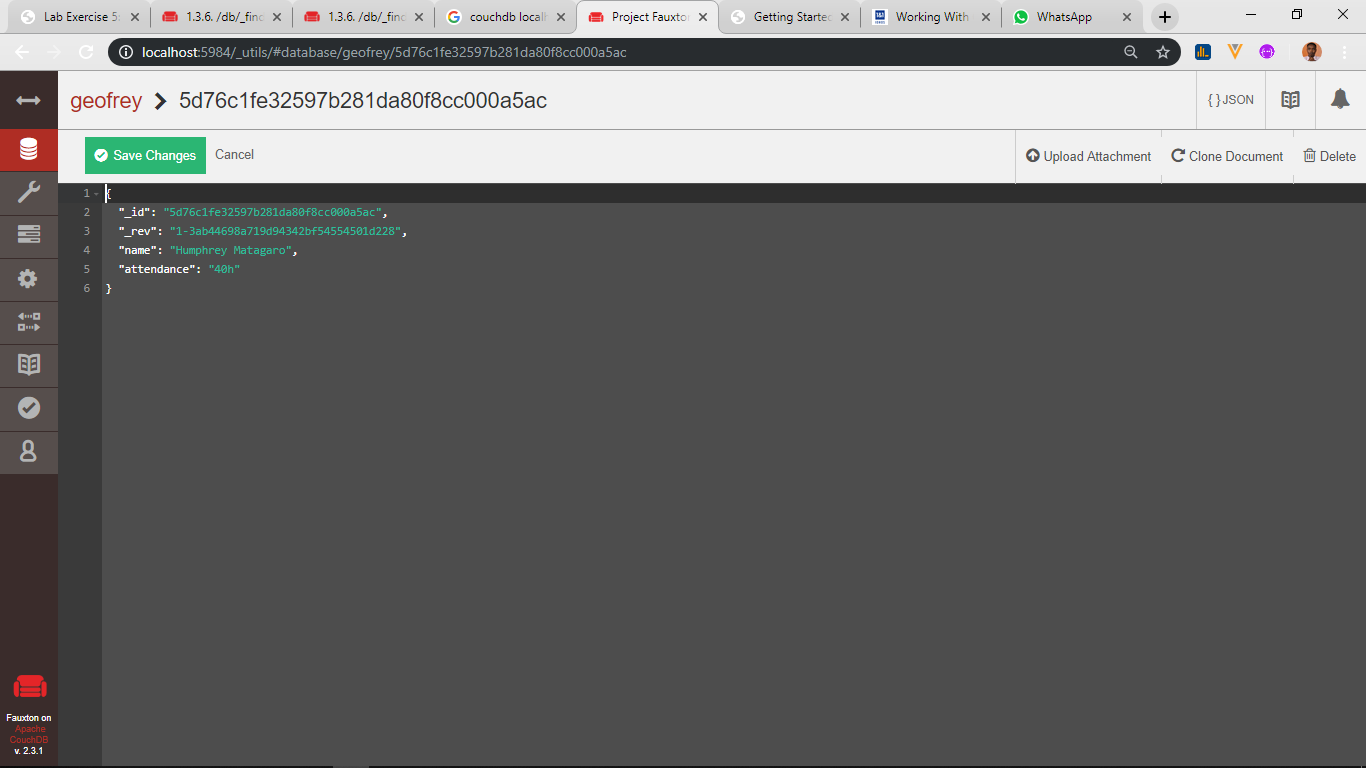 Lab Exercise 5:
1.3.6. /db/_find
1.3.6. /db/_find
couchdb localh
Project Fauxton
Getting Started
Working With
WhatsApp
localhost:5984/_utils/#database/geofrey/5d76c1fe32597b281da80f8cc000a5ac
geofrey > 5d76c1fe32597b281da80f8cc000a5ac
{ } JSON
Save Changes
Cancel
Upload Attachment
Clone Document
Delete
1 {
2 "_id": "5d76c1fe32597b281da80f8cc000a5ac",
3 "_rev": "1-3ab44698a719d94342bf54554501d228",
4 "name": "Humphrey Matagaro",
5 "attendance": "40h"
6 }
Fauxton on
Apache
CouchDB
v. 2.3.1